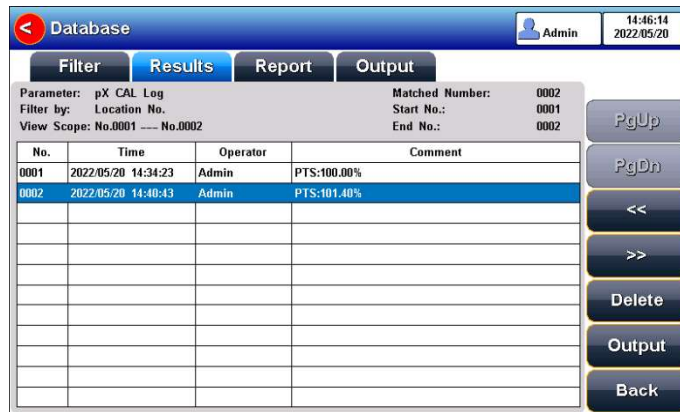 < Database Admin 14:46:14
2022/05/20
Filter Results Report Output
Parameter: pX CAL Log Matched Number: 0002
Filter by: Location No. Start No.: 0001
View Scope: No.0001 --- No.0002 End No.: 0002
No. Time Operator Comment
0001 2022/05/20 14:34:23 Admin PTS:100.00%
0002 2022/05/20 14:40:43 Admin PTS:101.40%
PgUp
PgDn
<<
>>
Delete
Output
Back